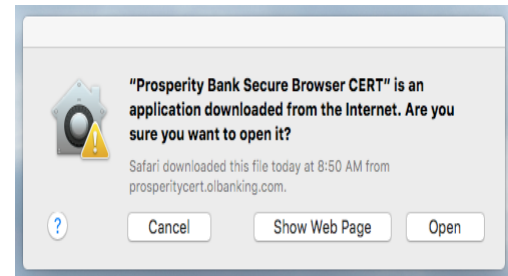 “Prosperity Bank Secure Browser CERT” is an
application downloaded from the Internet. Are you
sure you want to open it?
Safari downloaded this file today at 8:50 AM from
prosperitycert.olbanking.com.
?
Cancel
Show Web Page
Open